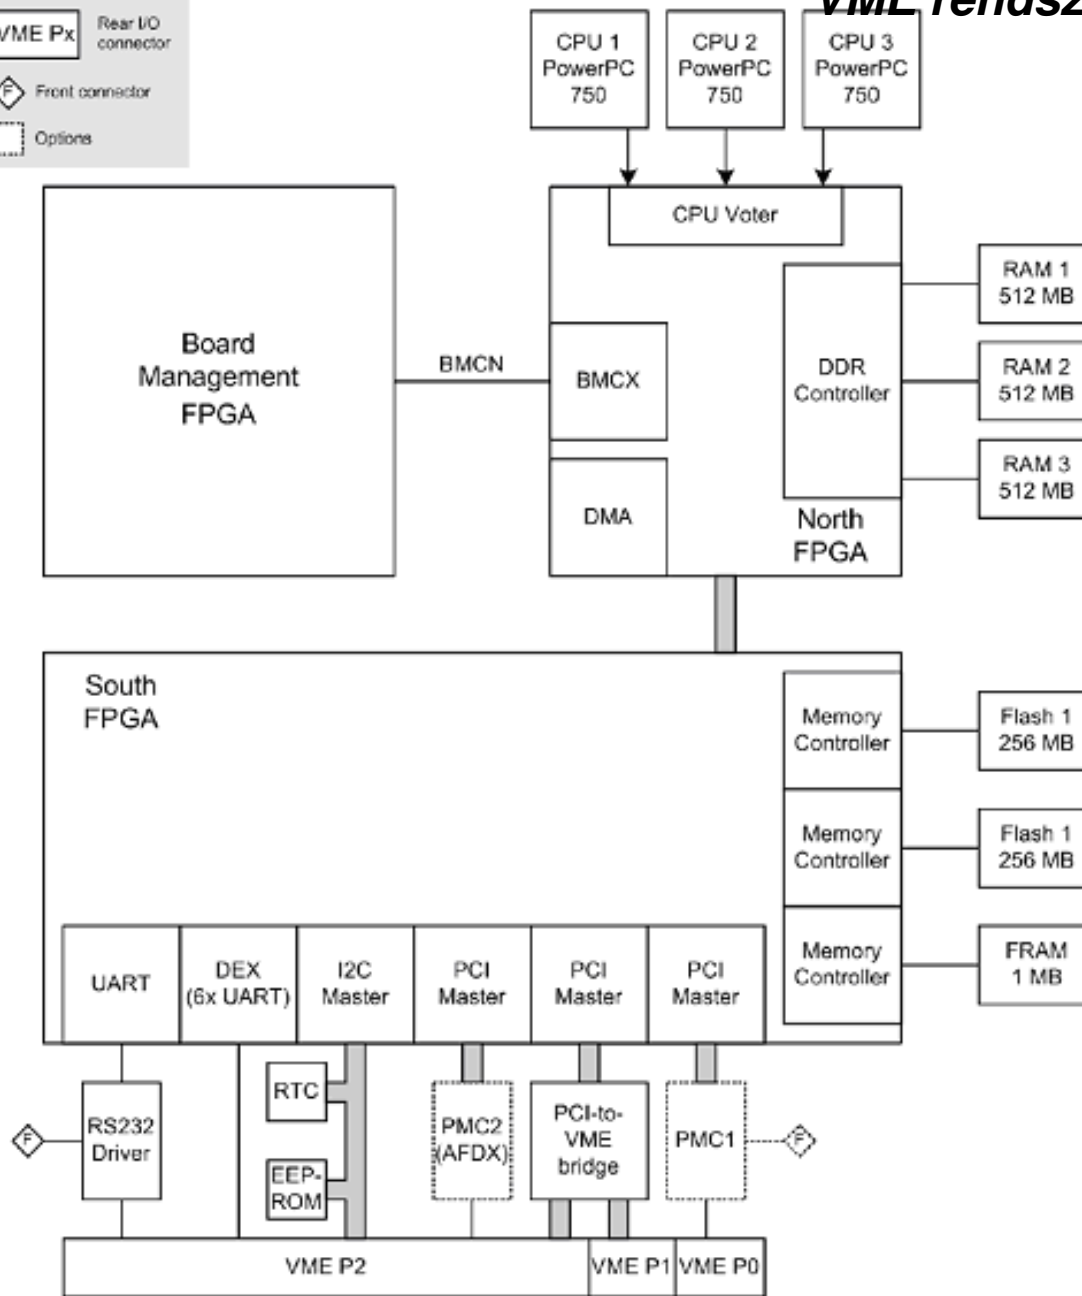 VME rendsz
VME Px
Rear I/O
connector
F
Front connector
Options
CPU 1
PowerPC
750
CPU 2
PowerPC
750
CPU 3
PowerPC
750
CPU Voter
RAM 1
512 MB
Board
Management
FPGA
BMCN
BMCX
DDR
Controller
RAM 2
512 MB
RAM 3
512 MB
DMA
North
FPGA
South
FPGA
Memory
Controller
Flash 1
256 MB
Memory
Controller
Flash 1
256 MB
Memory
Controller
FRAM
1 MB
UART
DEX
(6x UART)
I2C
Master
PCI
Master
PCI
Master
PCI
Master
F
RS232
Driver
RTC
EEP-
ROM
PMC2
(AFDX)
PCI-to-
VME
bridge
PMC1
F
VME P2
VME P1
VME P0